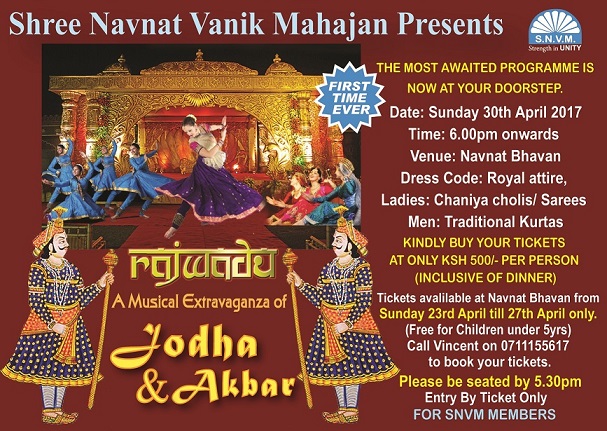 Shree Navnat Vanik Mahajan Presents
S.N.V.M.
Strength in UNITY
FIRST
TIME
EVER
THE MOST AWAITED PROGRAMME IS
NOW AT YOUR DOORSTEP.
Date: Sunday 30th April 2017
Time: 6.00pm onwards
Venue: Navnat Bhavan
Dress Code: Royal attire,
Ladies: Chaniya cholis/ Sarees
Men: Traditional Kurtas
KINDLY BUY YOUR TICKETS
AT ONLY KSH 500/- PER PERSON
(INCLUSIVE OF DINNER)
Tickets available at Navnat Bhavan from
Sunday 23rd April till 27th April only.
(Free for Children under 5yrs)
Call Vincent on 0711155617
to book your tickets.
Please be seated by 5.30pm
Entry By Ticket Only
FOR SNVM MEMBERS
rajwadu
A Musical Extravaganza of
Jodha
& Akbar